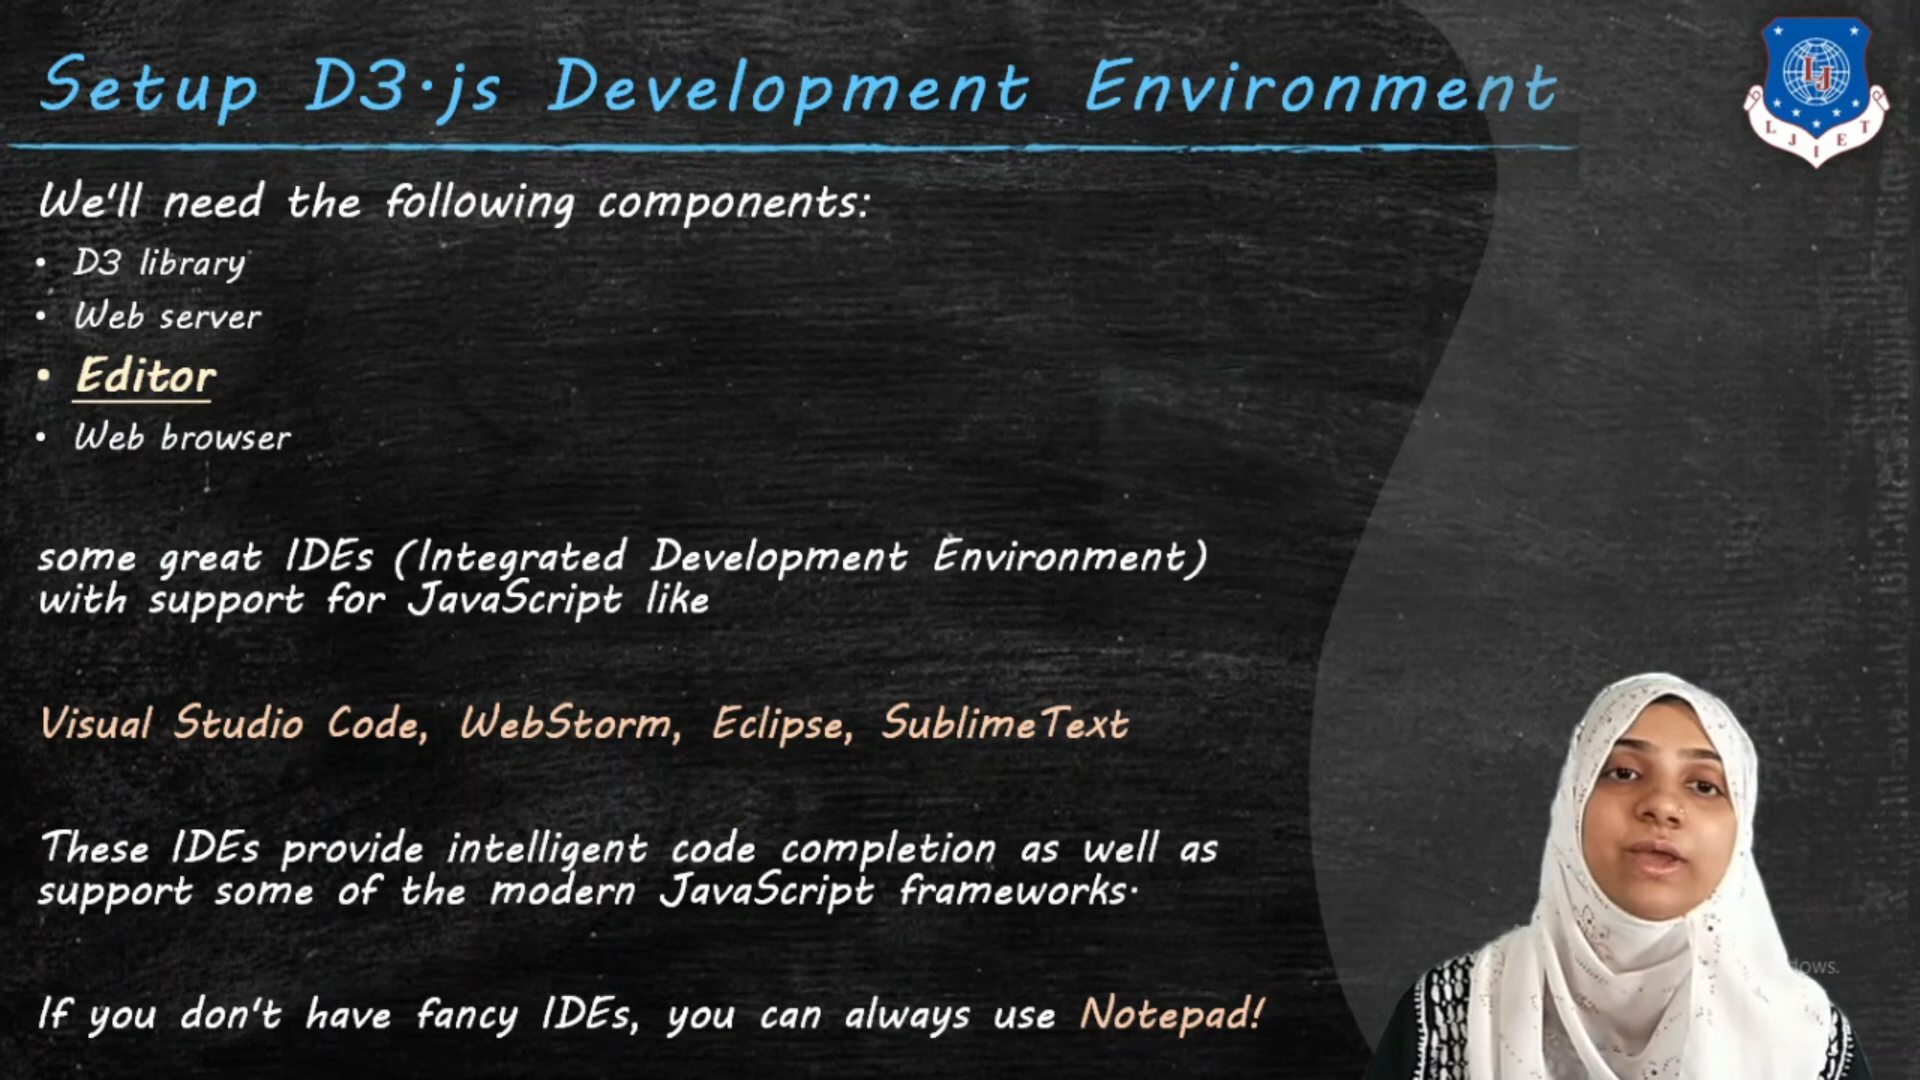 Setup D3.js Development Environment
L J I E T
LJ
We'll need the following components:
• D3 library
• Web server
• Editor
• Web browser
some great IDEs (Integrated Development Environment)
with support for JavaScript like
Visual Studio Code, WebStorm, Eclipse, SublimeText
These IDEs provide intelligent code completion as well as
support some of the modern JavaScript frameworks.
If you don't have fancy IDEs, you can always use Notepad!